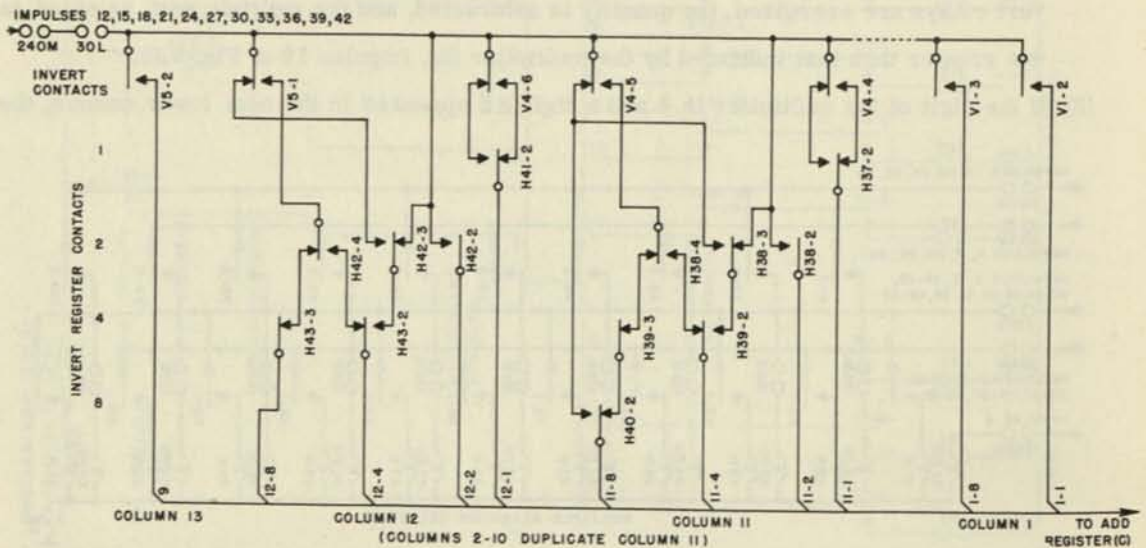 IMPULSES 12,15,18,21,24,27,30,33,36,39,42
240M
30L
INVERT
CONTACTS
V5-2
V5-1
V4-6
V4-5
V4-4
V1-3
V1-2
INVERT REGISTER CONTACTS
1
2
4
8
H41-2
H37-2
H42-4
H42-3
H42-2
H38-4
H38-3
H38-2
H43-3
H43-2
H39-3
H39-2
H40-2
9
12-8
12-4
12-2
12-1
11-8
11-4
11-2
11-1
1-8
1-1
COLUMN 13
COLUMN 12
COLUMN 11
COLUMN 1
TO ADD
(COLUMNS 2-10 DUPLICATE COLUMN 11)
REGISTER(C)